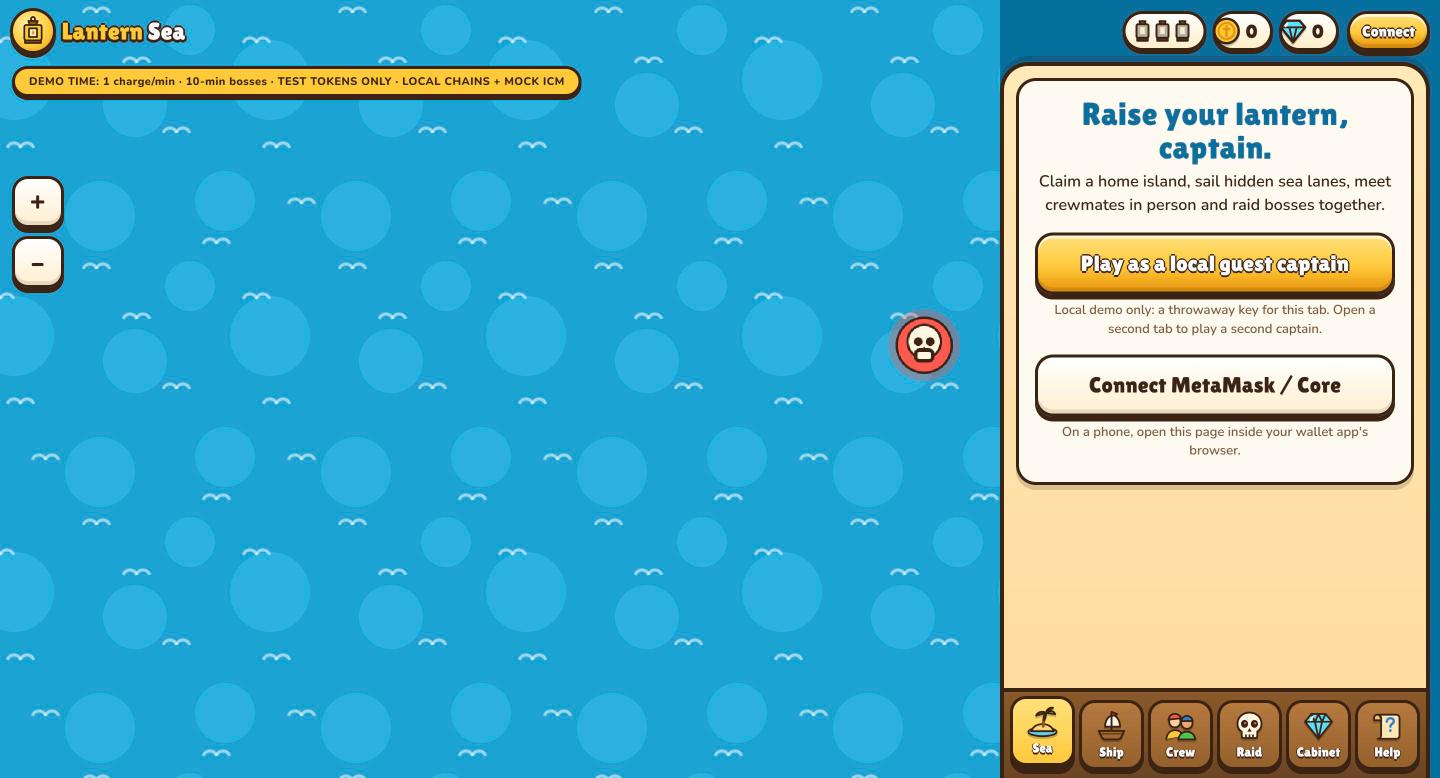 Lantern Sea
0
0
Connect
DEMO TIME: 1 charge/min · 10-min bosses · TEST TOKENS ONLY · LOCAL CHAINS + MOCK ICM
+
−
Raise your lantern,
captain.
Claim a home island, sail hidden sea lanes, meet
crewmates in person and raid bosses together.
Play as a local guest captain
Local demo only: a throwaway key for this tab. Open a
second tab to play a second captain.
Connect MetaMask / Core
On a phone, open this page inside your wallet app's
browser.
Sea
Ship
Crew
Raid
Cabinet
?
Help